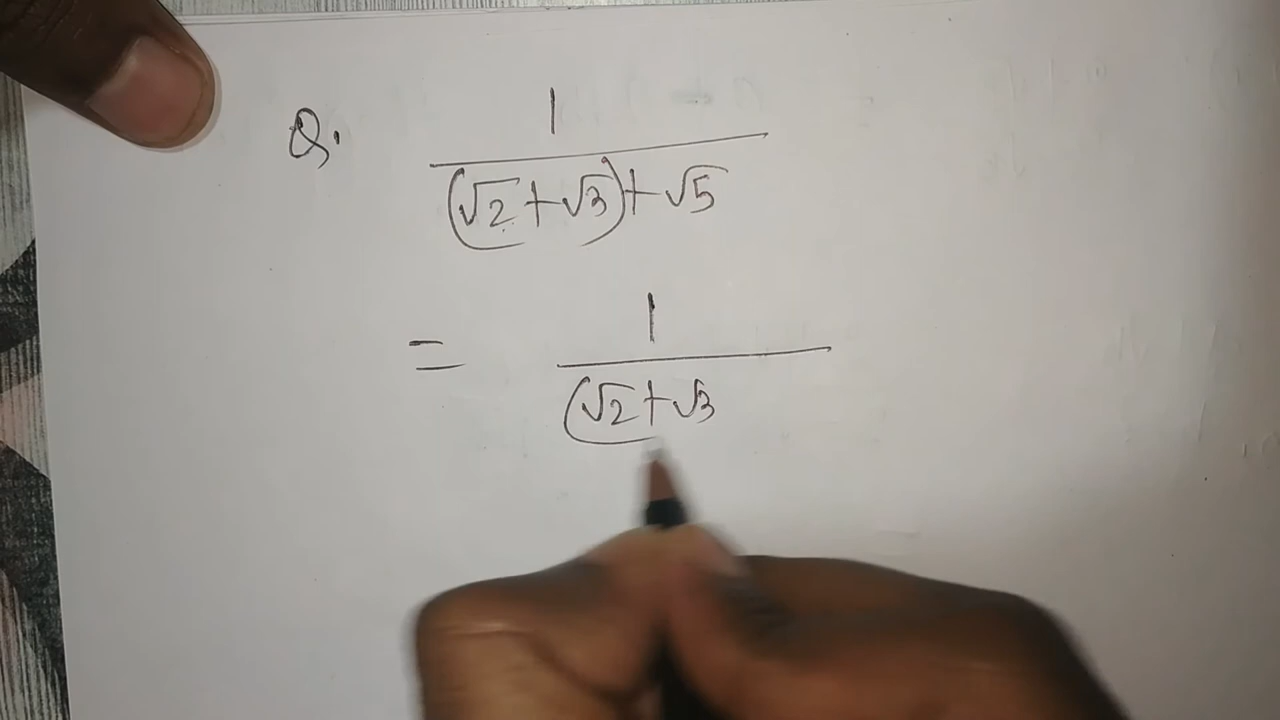 Q. 1
(√2 + √3) + √5
= 1
(√2 + √3